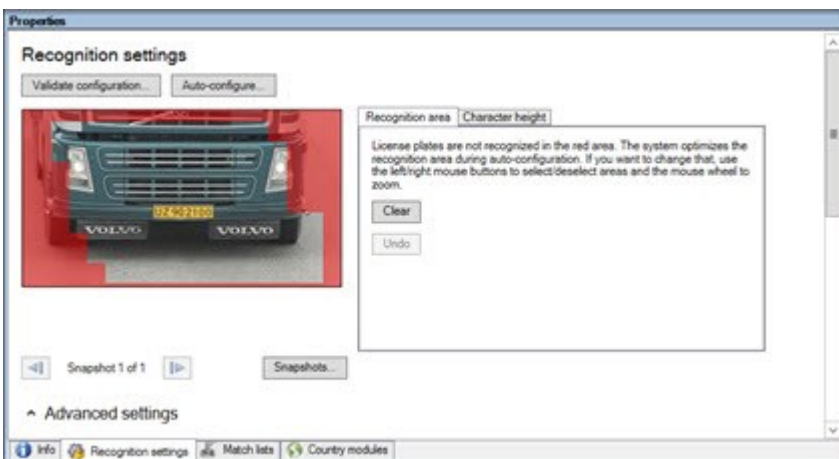 Properties
Recognition settings
Validate configuration...
Auto-configure...
Recognition area
Character height
License plates are not recognized in the red area. The system optimizes the
recognition area during auto-configuration. If you want to change that, use
the left/right mouse buttons to select/deselect areas and the mouse wheel to
zoom.
Clear
Undo
UZ 90 2100
VOLVO VOLVO
Snapshot 1 of 1
Snapshots...
Advanced settings
Info
Recognition settings
Match lists
Country modules